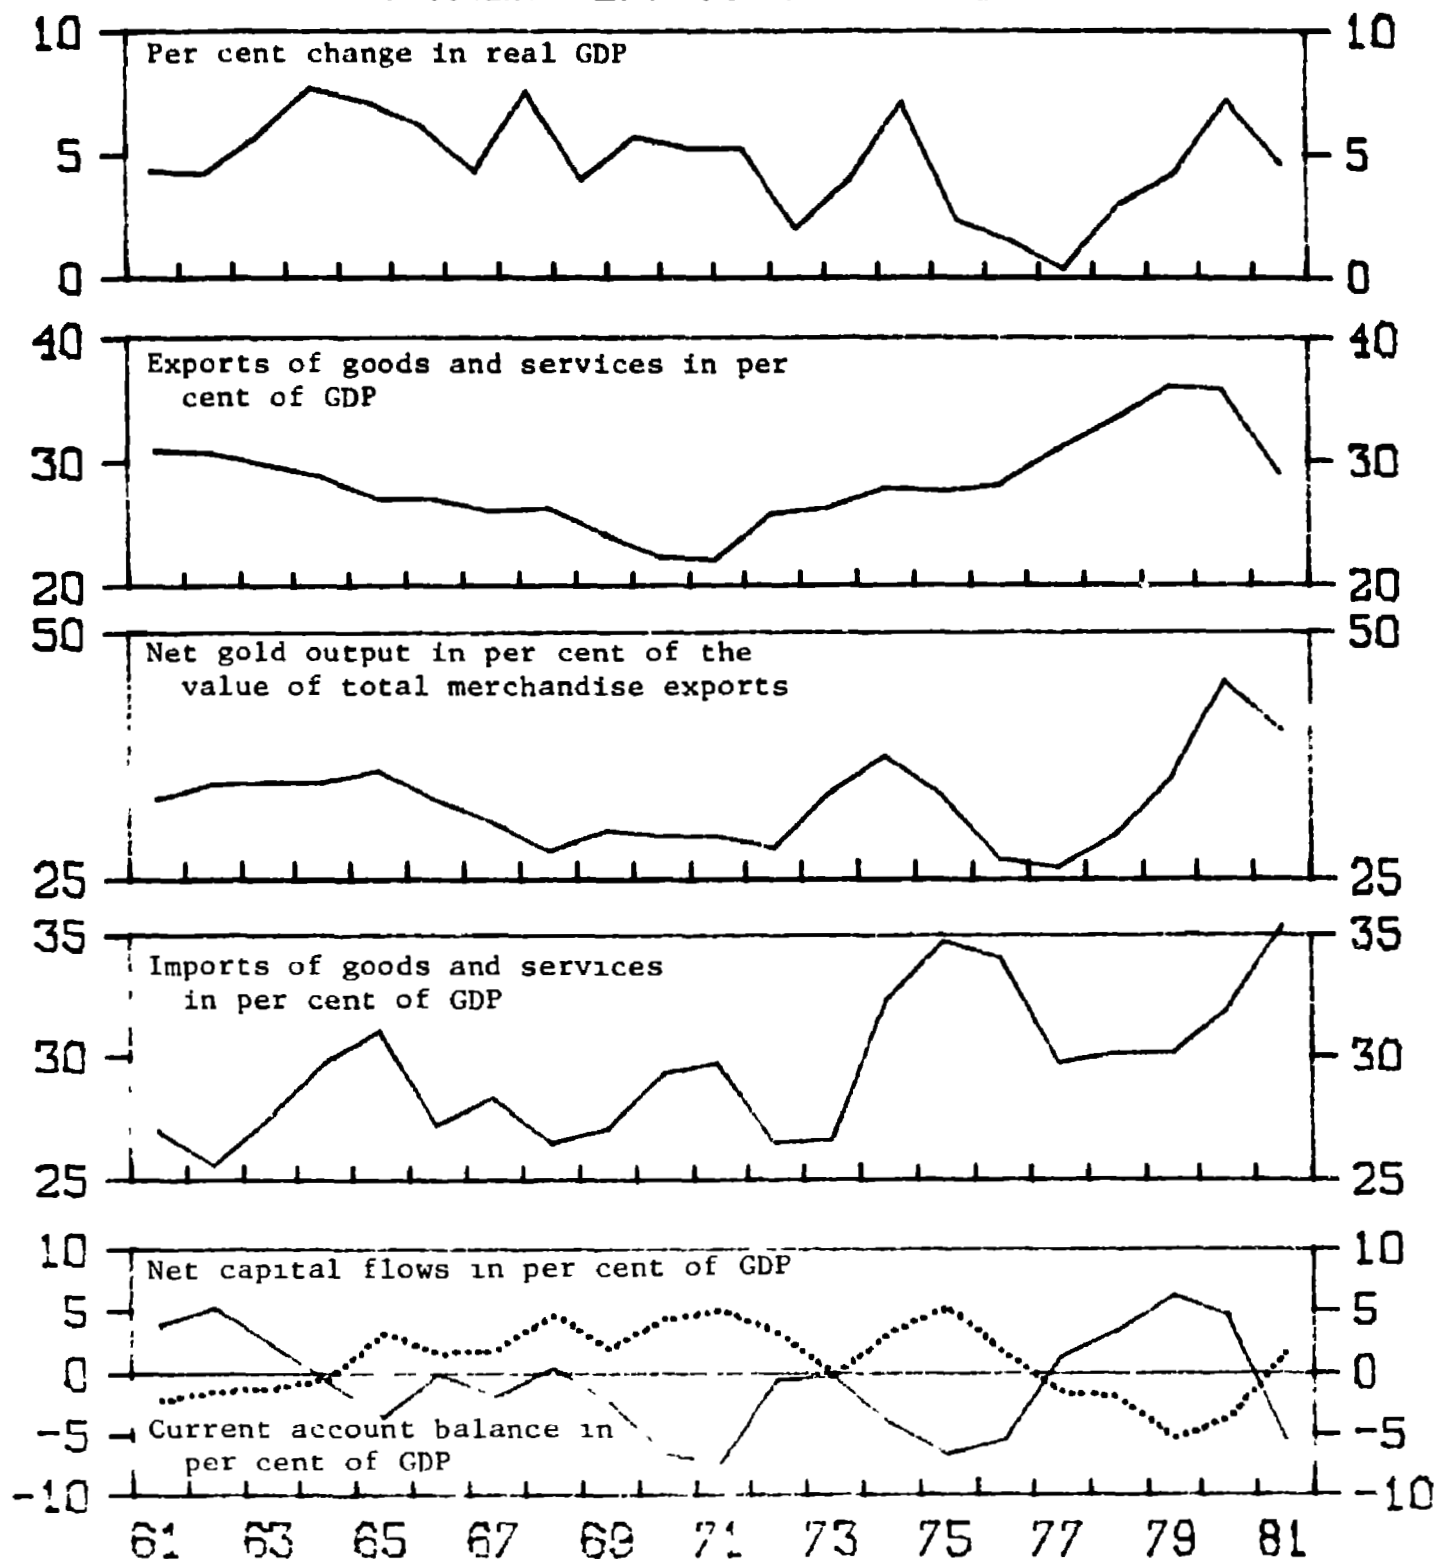 10 10
Per cent change in real GDP
5 5
0 0
40 40
Exports of goods and services in per
cent of GDP
30 30
20 20
50 50
Net gold output in per cent of the
value of total merchandise exports
25 25
35 35
Imports of goods and services
in per cent of GDP
30 30
25 25
10 10
Net capital flows in per cent of GDP
5 5
0 0
Current account balance in
-5 -5
per cent of GDP
-10 -10
61 63 65 67 69 71 73 75 77 79 81